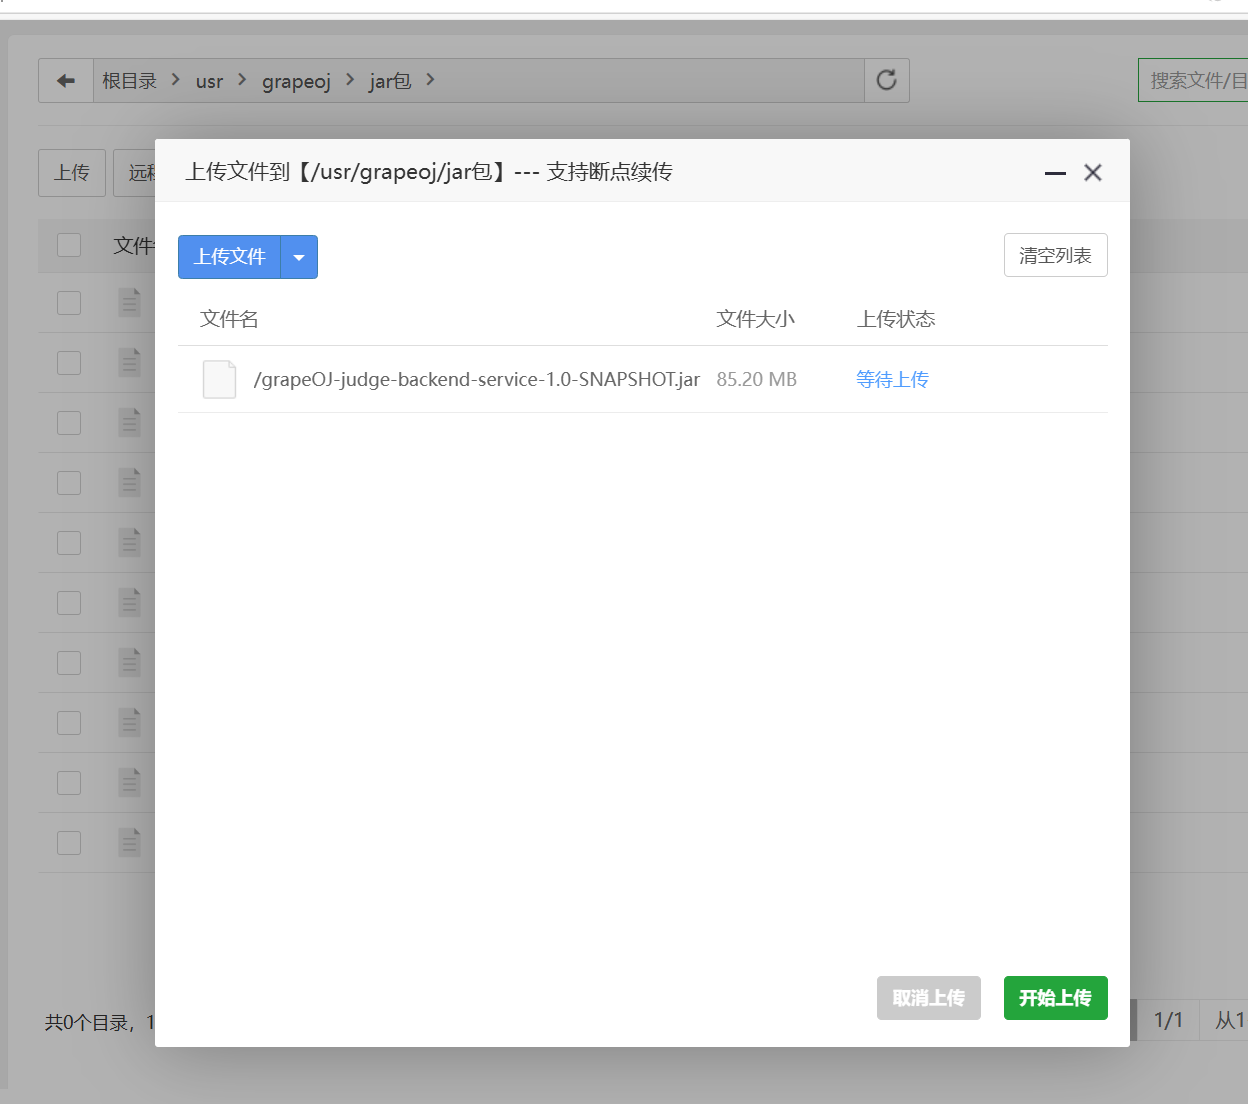 根目录 usr grapeoj jar包
搜索文件/目
上传
上传文件到【/usr/grapeoj/jar包】--- 支持断点续传
上传文件
清空列表
文件名 文件大小 上传状态
/grapeOJ-judge-backend-service-1.0-SNAPSHOT.jar 85.20 MB 等待上传
取消上传 开始上传
共0个目录，1
1/1 从1